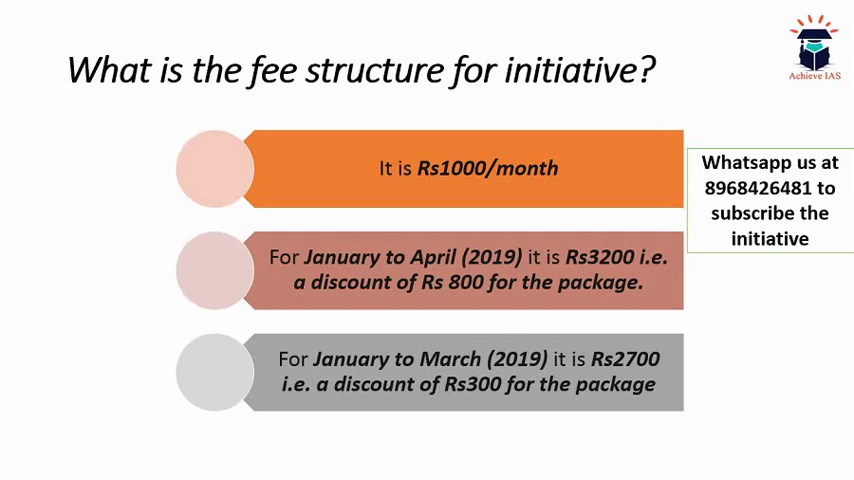 What is the fee structure for initiative?
Achieve IAS
It is Rs1000/month
Whatsapp us at
8968426481 to
subscribe the
initiative
For January to April (2019) it is Rs3200 i.e.
a discount of Rs 800 for the package.
For January to March (2019) it is Rs2700
i.e. a discount of Rs300 for the package